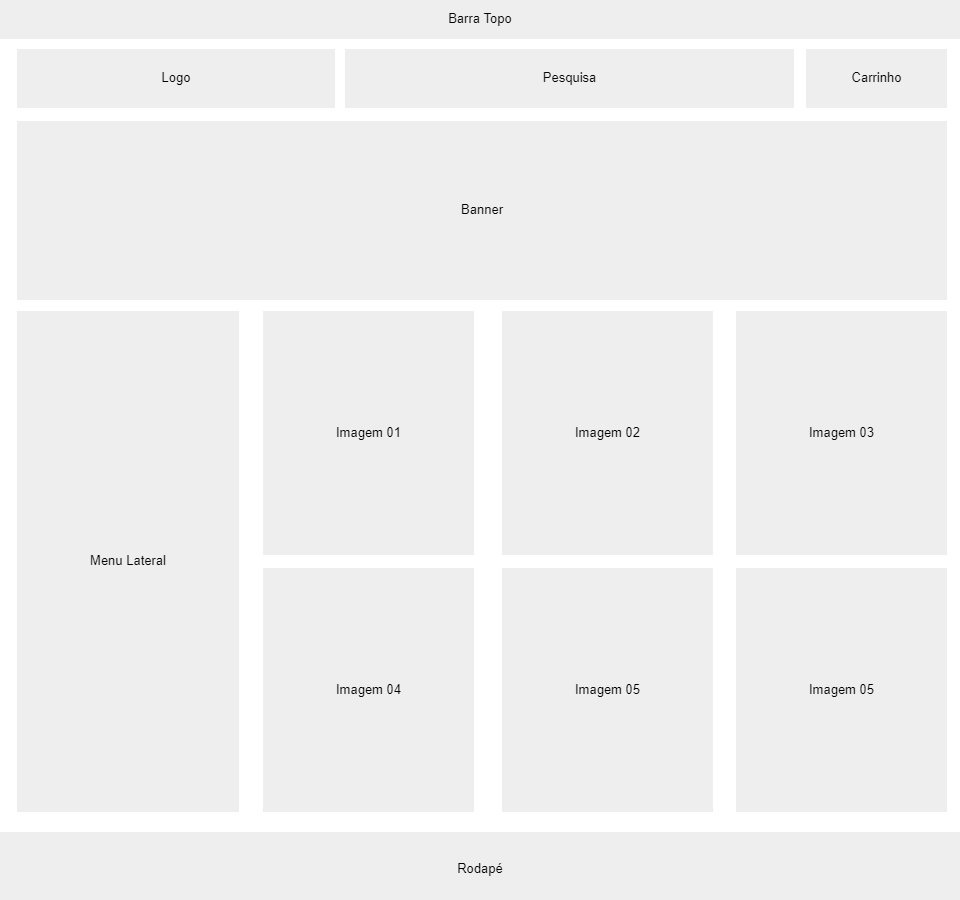 Barra Topo
Logo
Pesquisa
Carrinho
Banner
Menu Lateral
Imagem 01
Imagem 02
Imagem 03
Imagem 04
Imagem 05
Imagem 05
Rodapé